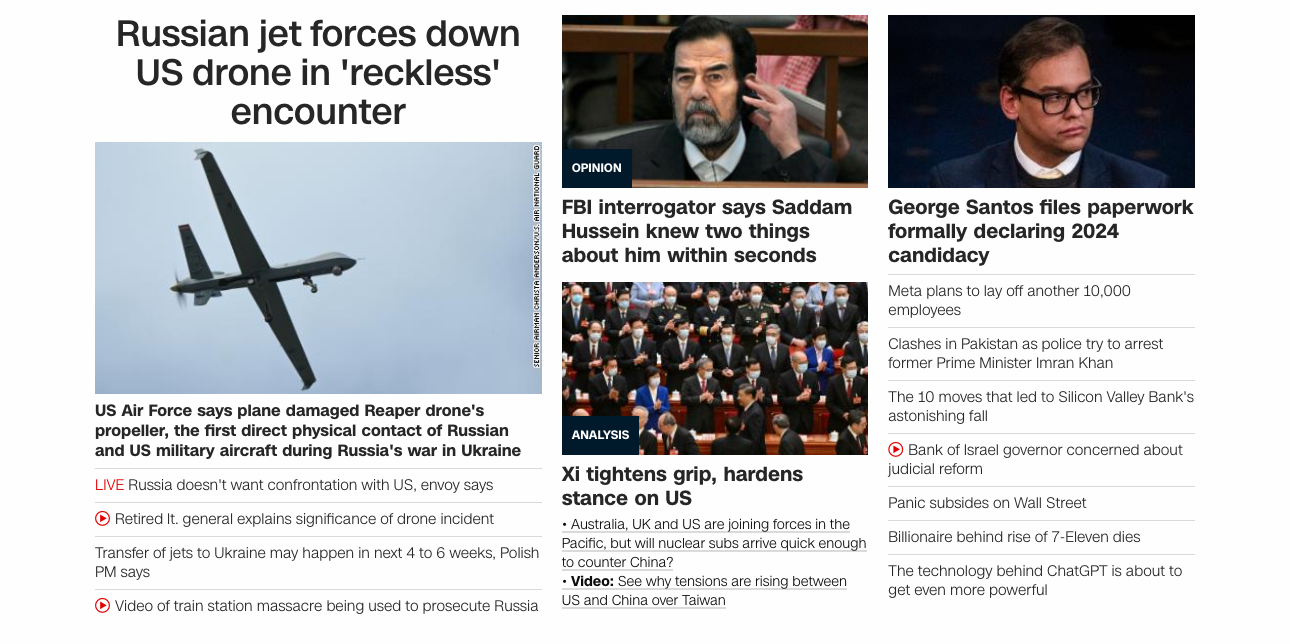 Russian jet forces down
US drone in 'reckless'
encounter
SENIOR AIRMAN CHRISTA ANDERSON/U.S. AIR NATIONAL GUARD
US Air Force says plane damaged Reaper drone's
propeller, the first direct physical contact of Russian
and US military aircraft during Russia's war in Ukraine
LIVE Russia doesn't want confrontation with US, envoy says
Retired lt. general explains significance of drone incident
Transfer of jets to Ukraine may happen in next 4 to 6 weeks, Polish
PM says
Video of train station massacre being used to prosecute Russia
OPINION
FBI interrogator says Saddam
Hussein knew two things
about him within seconds
ANALYSIS
Xi tightens grip, hardens
stance on US
• Australia, UK and US are joining forces in the
Pacific, but will nuclear subs arrive quick enough
to counter China?
• Video: See why tensions are rising between
US and China over Taiwan
George Santos files paperwork
formally declaring 2024
candidacy
Meta plans to lay off another 10,000
employees
Clashes in Pakistan as police try to arrest
former Prime Minister Imran Khan
The 10 moves that led to Silicon Valley Bank's
astonishing fall
Bank of Israel governor concerned about
judicial reform
Panic subsides on Wall Street
Billionaire behind rise of 7-Eleven dies
The technology behind ChatGPT is about to
get even more powerful